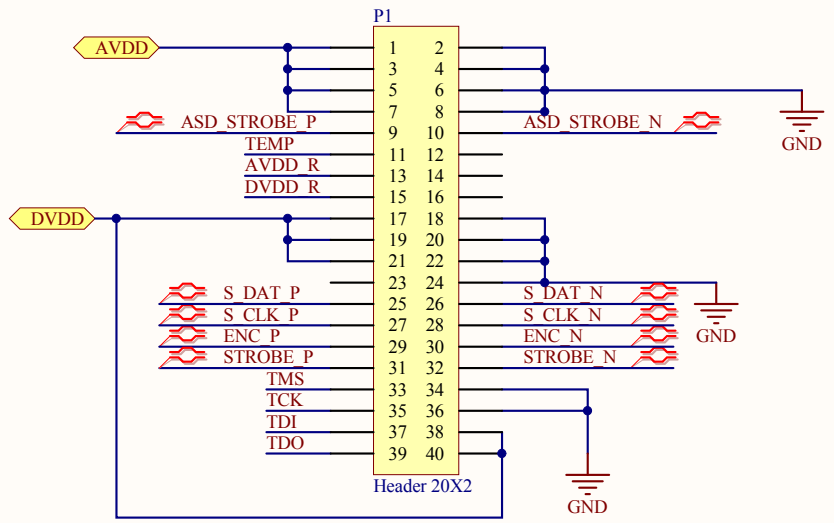 P1
AVDD 1 2
3 4
5 6
7 8
ASD_STROBE_P 9 10 ASD_STROBE_N
GND
TEMP 11 12
AVDD_R 13 14
DVDD_R 15 16
DVDD 17 18
19 20
21 22
23 24
S_DAT_P 25 26 S_DAT_N
S_CLK_P 27 28 S_CLK_N
GND
ENC_P 29 30 ENC_N
STROBE_P 31 32 STROBE_N
TMS 33 34
TCK 35 36
TDI 37 38
TDO 39 40
Header 20X2
GND